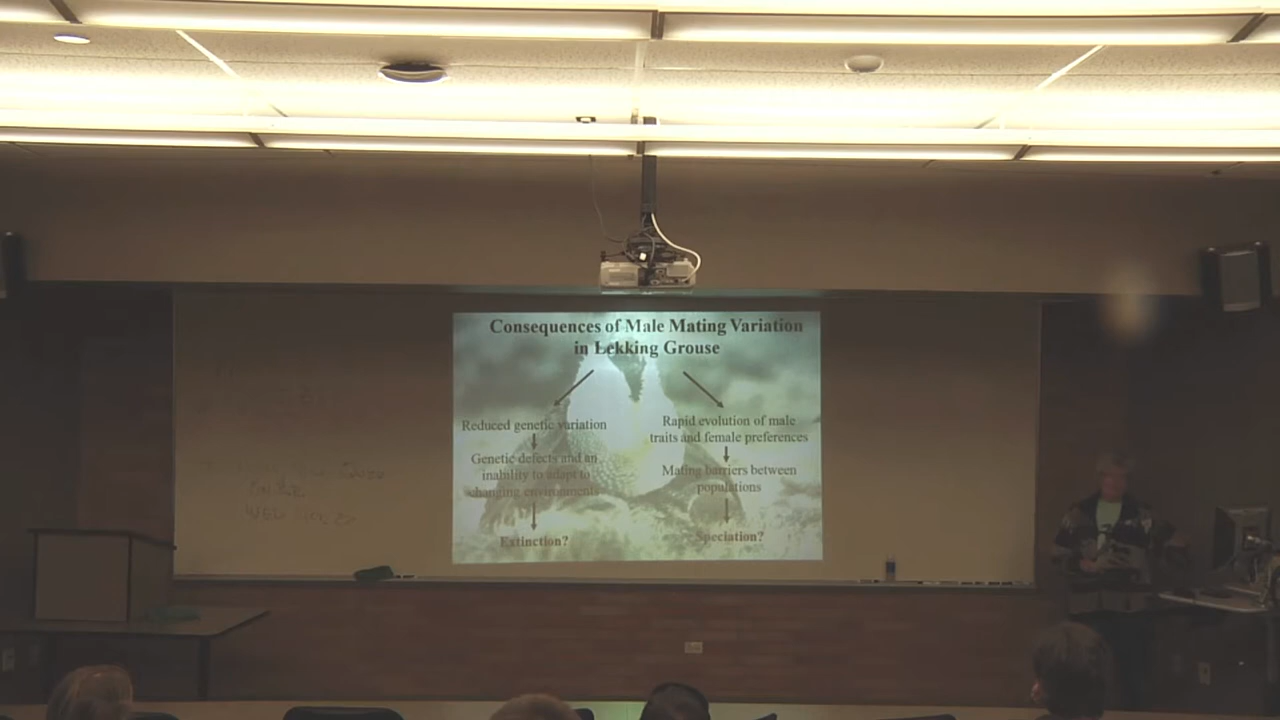 Consequences of Male Mating Variation
in Lekking Grouse
Reduced genetic variation
Genetic defects and an
inability to adapt to
changing environments
Extinction?
Rapid evolution of male
traits and female preferences
Mating barriers between
populations
Speciation?